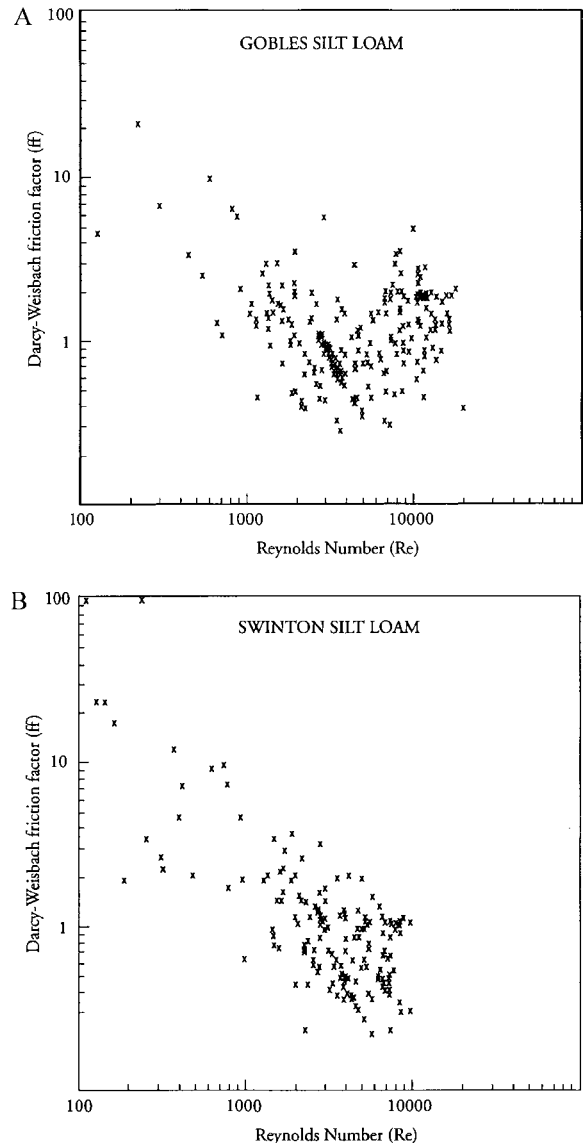 A
GOBLES SILT LOAM
Darcy-Weisbach friction factor (ff)
100
10
1
100
1000
10000
Reynolds Number (Re)
B
SWINTON SILT LOAM
Darcy-Weisbach friction factor (ff)
100
10
1
100
1000
10000
Reynolds Number (Re)